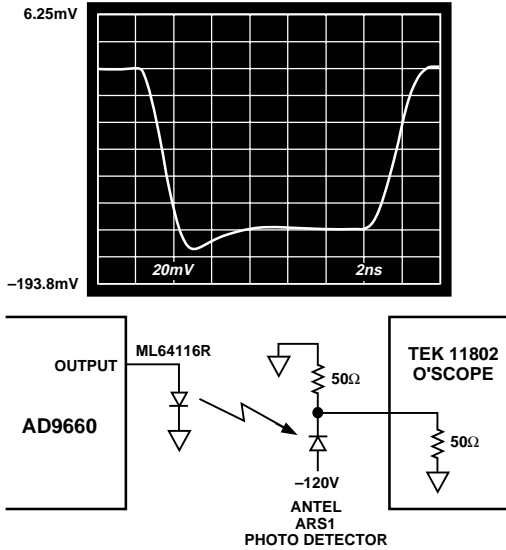 6.25mV
20mV 2ns
–193.8mV
OUTPUT
ML64116R
AD9660
50Ω
–120V
ANTEL
ARS1
PHOTO DETECTOR
TEK 11802
O'SCOPE
50Ω